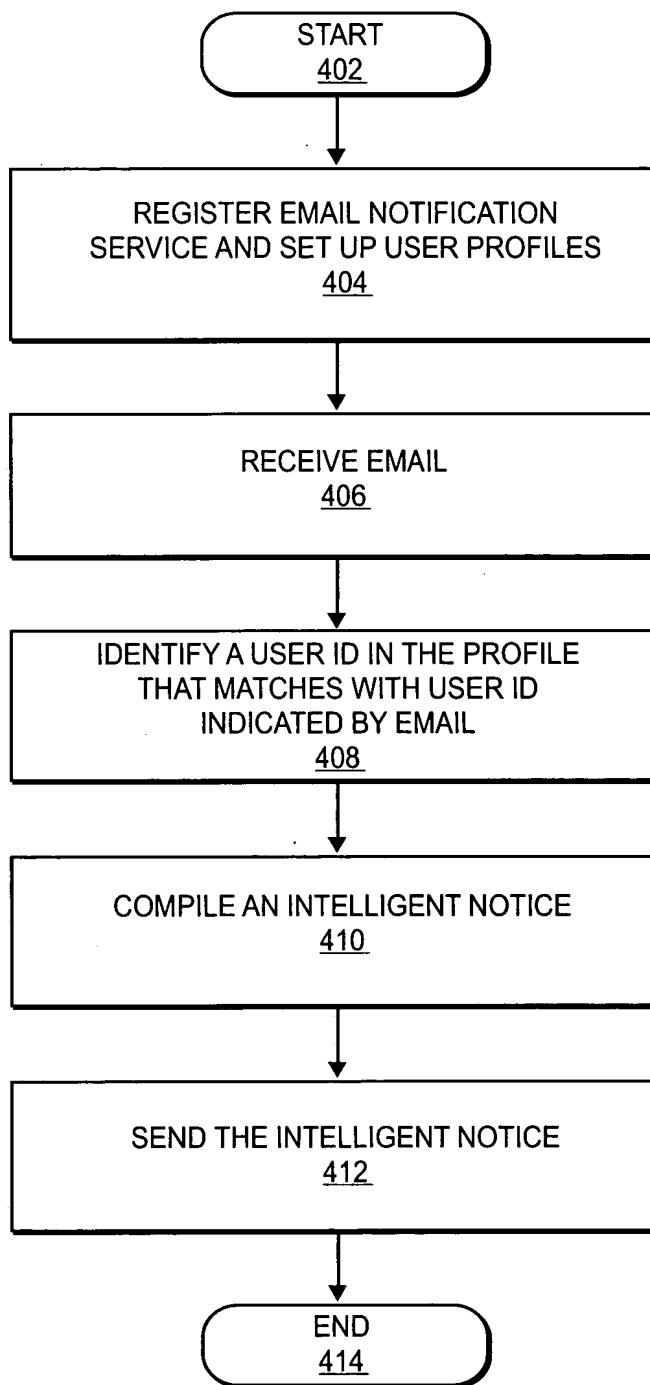 START
402
REGISTER EMAIL NOTIFICATION
SERVICE AND SET UP USER PROFILES
404
RECEIVE EMAIL
406
IDENTIFY A USER ID IN THE PROFILE
THAT MATCHES WITH USER ID
INDICATED BY EMAIL
408
COMPILE AN INTELLIGENT NOTICE
410
SEND THE INTELLIGENT NOTICE
412
END
414